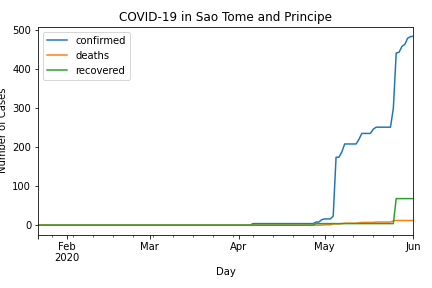 COVID-19 in Sao Tome and Principe
confirmed
deaths
recovered
Number of Cases
500
400
300
200
100
0
Feb
2020
Mar
Apr
May
Jun
Day